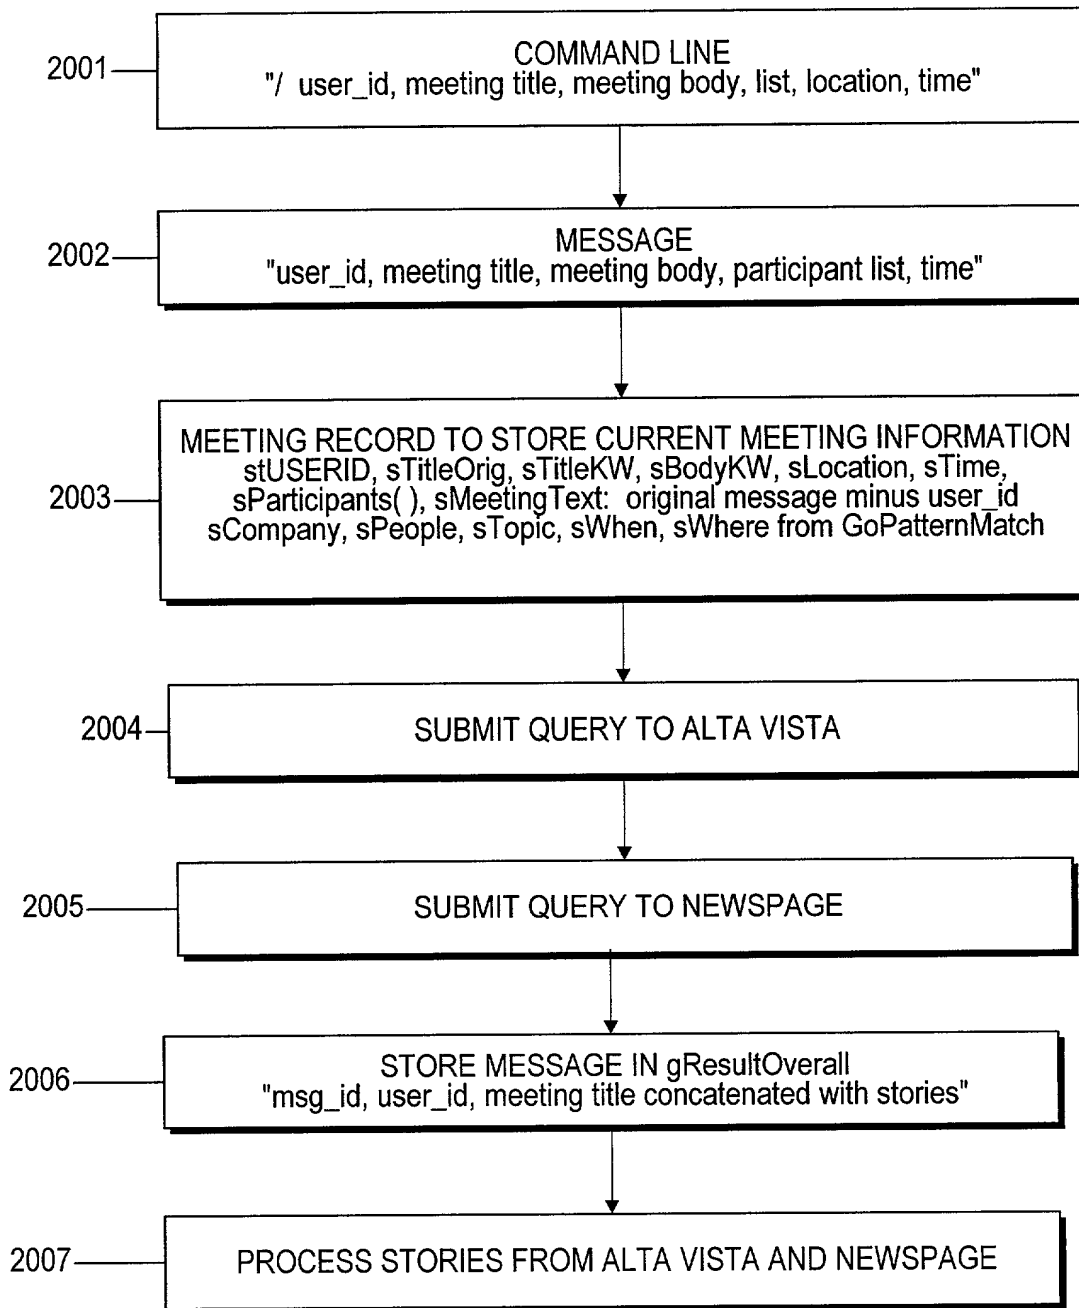 2001
COMMAND LINE
"/ user_id, meeting title, meeting body, list, location, time"
2002
MESSAGE
"user_id, meeting title, meeting body, participant list, time"
2003
MEETING RECORD TO STORE CURRENT MEETING INFORMATION
stUSERID, sTitleOrig, sTitleKW, sBodyKW, sLocation, sTime,
sParticipants( ), sMeetingText: original message minus user_id
sCompany, sPeople, sTopic, sWhen, sWhere from GoPatternMatch
2004
SUBMIT QUERY TO ALTA VISTA
2005
SUBMIT QUERY TO NEWSPAGE
2006
STORE MESSAGE IN gResultOverall
"msg_id, user_id, meeting title concatenated with stories"
2007
PROCESS STORIES FROM ALTA VISTA AND NEWSPAGE